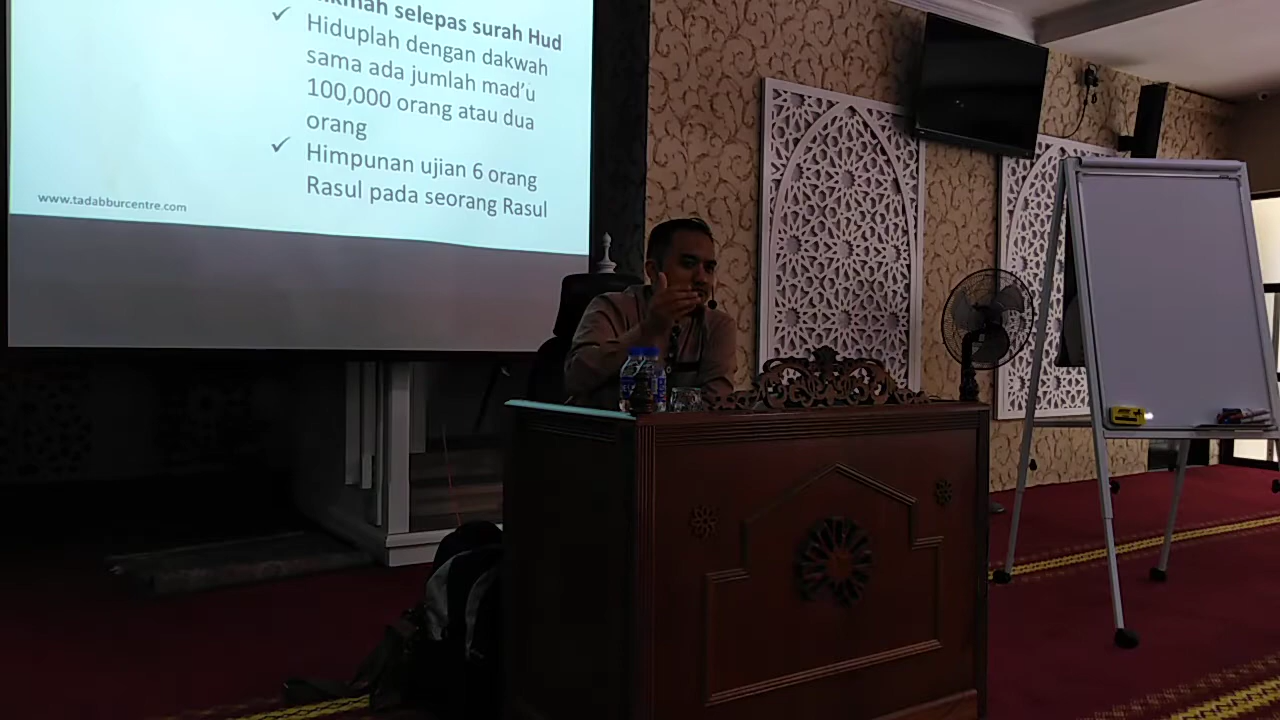 selepas surah Hud
✓ Hiduplah dengan dakwah
sama ada jumlah mad'u
100,000 orang atau dua
orang
✓ Himpunan ujian 6 orang
Rasul pada seorang Rasul
www.tadabburcentre.com